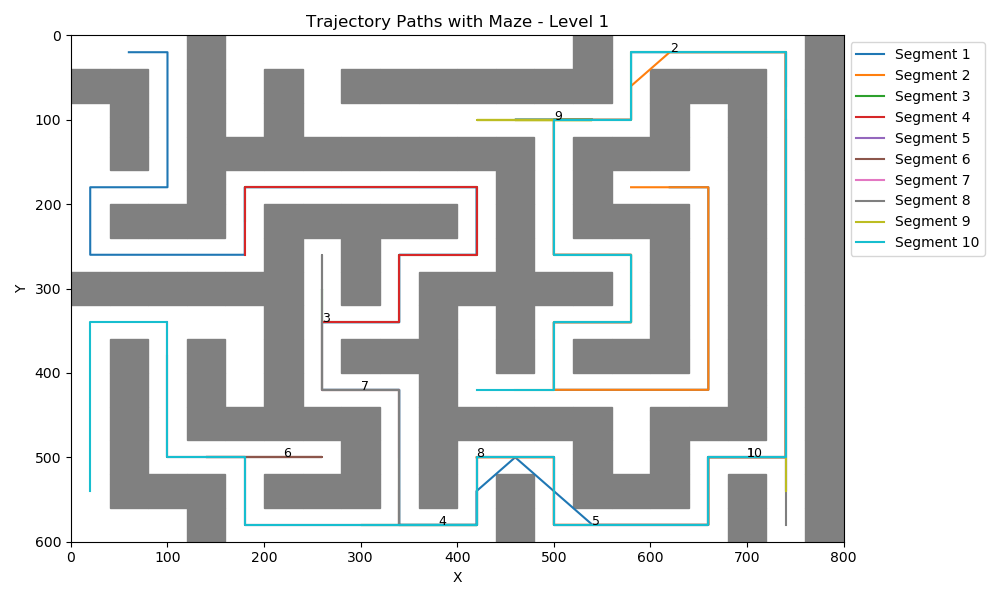 Trajectory Paths with Maze - Level 1
0
100
200
300
400
500
600
Y
0 100 200 300 400 500 600 700 800
X
2
9
3
7
6
8
10
4
5
Segment 1
Segment 2
Segment 3
Segment 4
Segment 5
Segment 6
Segment 7
Segment 8
Segment 9
Segment 10